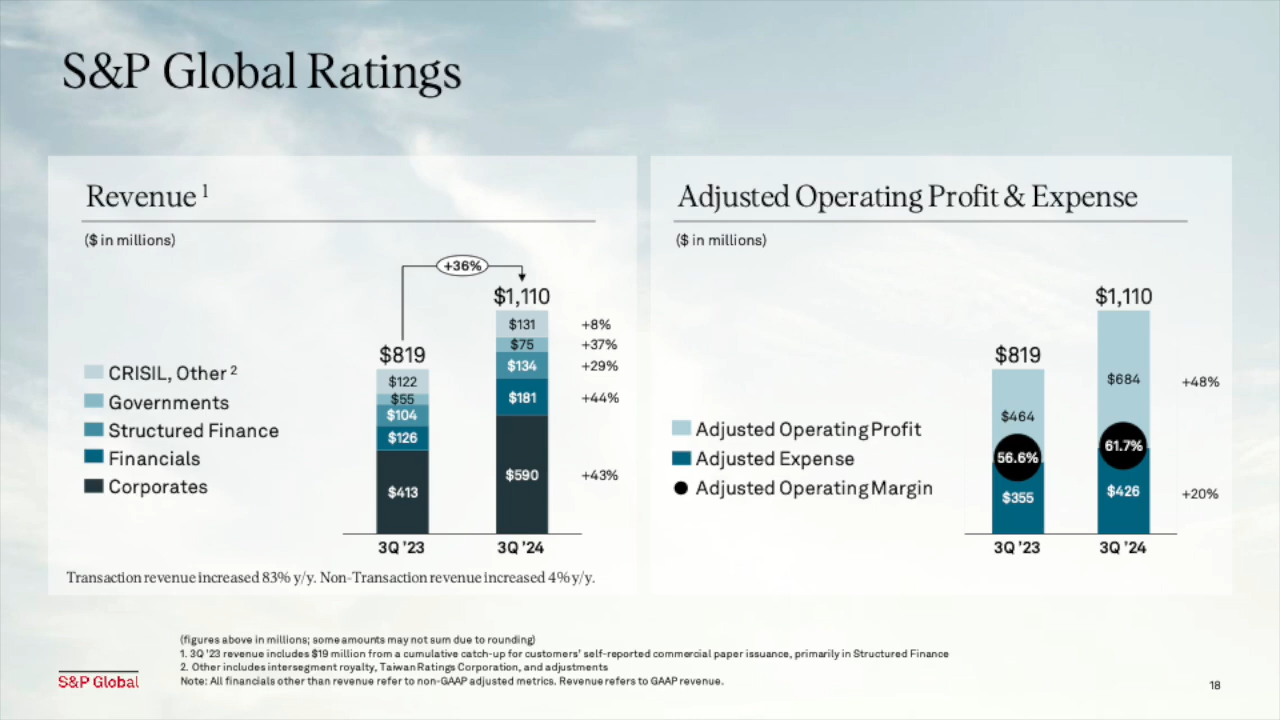 S&P Global Ratings
Revenue 1
($ in millions)
+36%
$1,110
$819
$131
$75
$134
$181
$590
+8%
+37%
+29%
+44%
+43%
$122
$55
$104
$126
$413
CRISIL, Other 2
Governments
Structured Finance
Financials
Corporates
3Q '23
3Q '24
Transaction revenue increased 83% y/y. Non-Transaction revenue increased 4% y/y.
Adjusted Operating Profit & Expense
($ in millions)
$1,110
$819
$684
+48%
$464
61.7%
56.6%
$426
+20%
$355
Adjusted Operating Profit
Adjusted Expense
Adjusted Operating Margin
3Q '23
3Q '24
(figures above in millions; some amounts may not sum due to rounding)
1. 3Q '23 revenue includes $19 million from a cumulative catch-up for customers' self-reported commercial paper issuance, primarily in Structured Finance
2. Other includes intersegment royalty, Taiwan Ratings Corporation, and adjustments
Note: All financials other than revenue refer to non-GAAP adjusted metrics. Revenue refers to GAAP revenue.
S&P Global
18